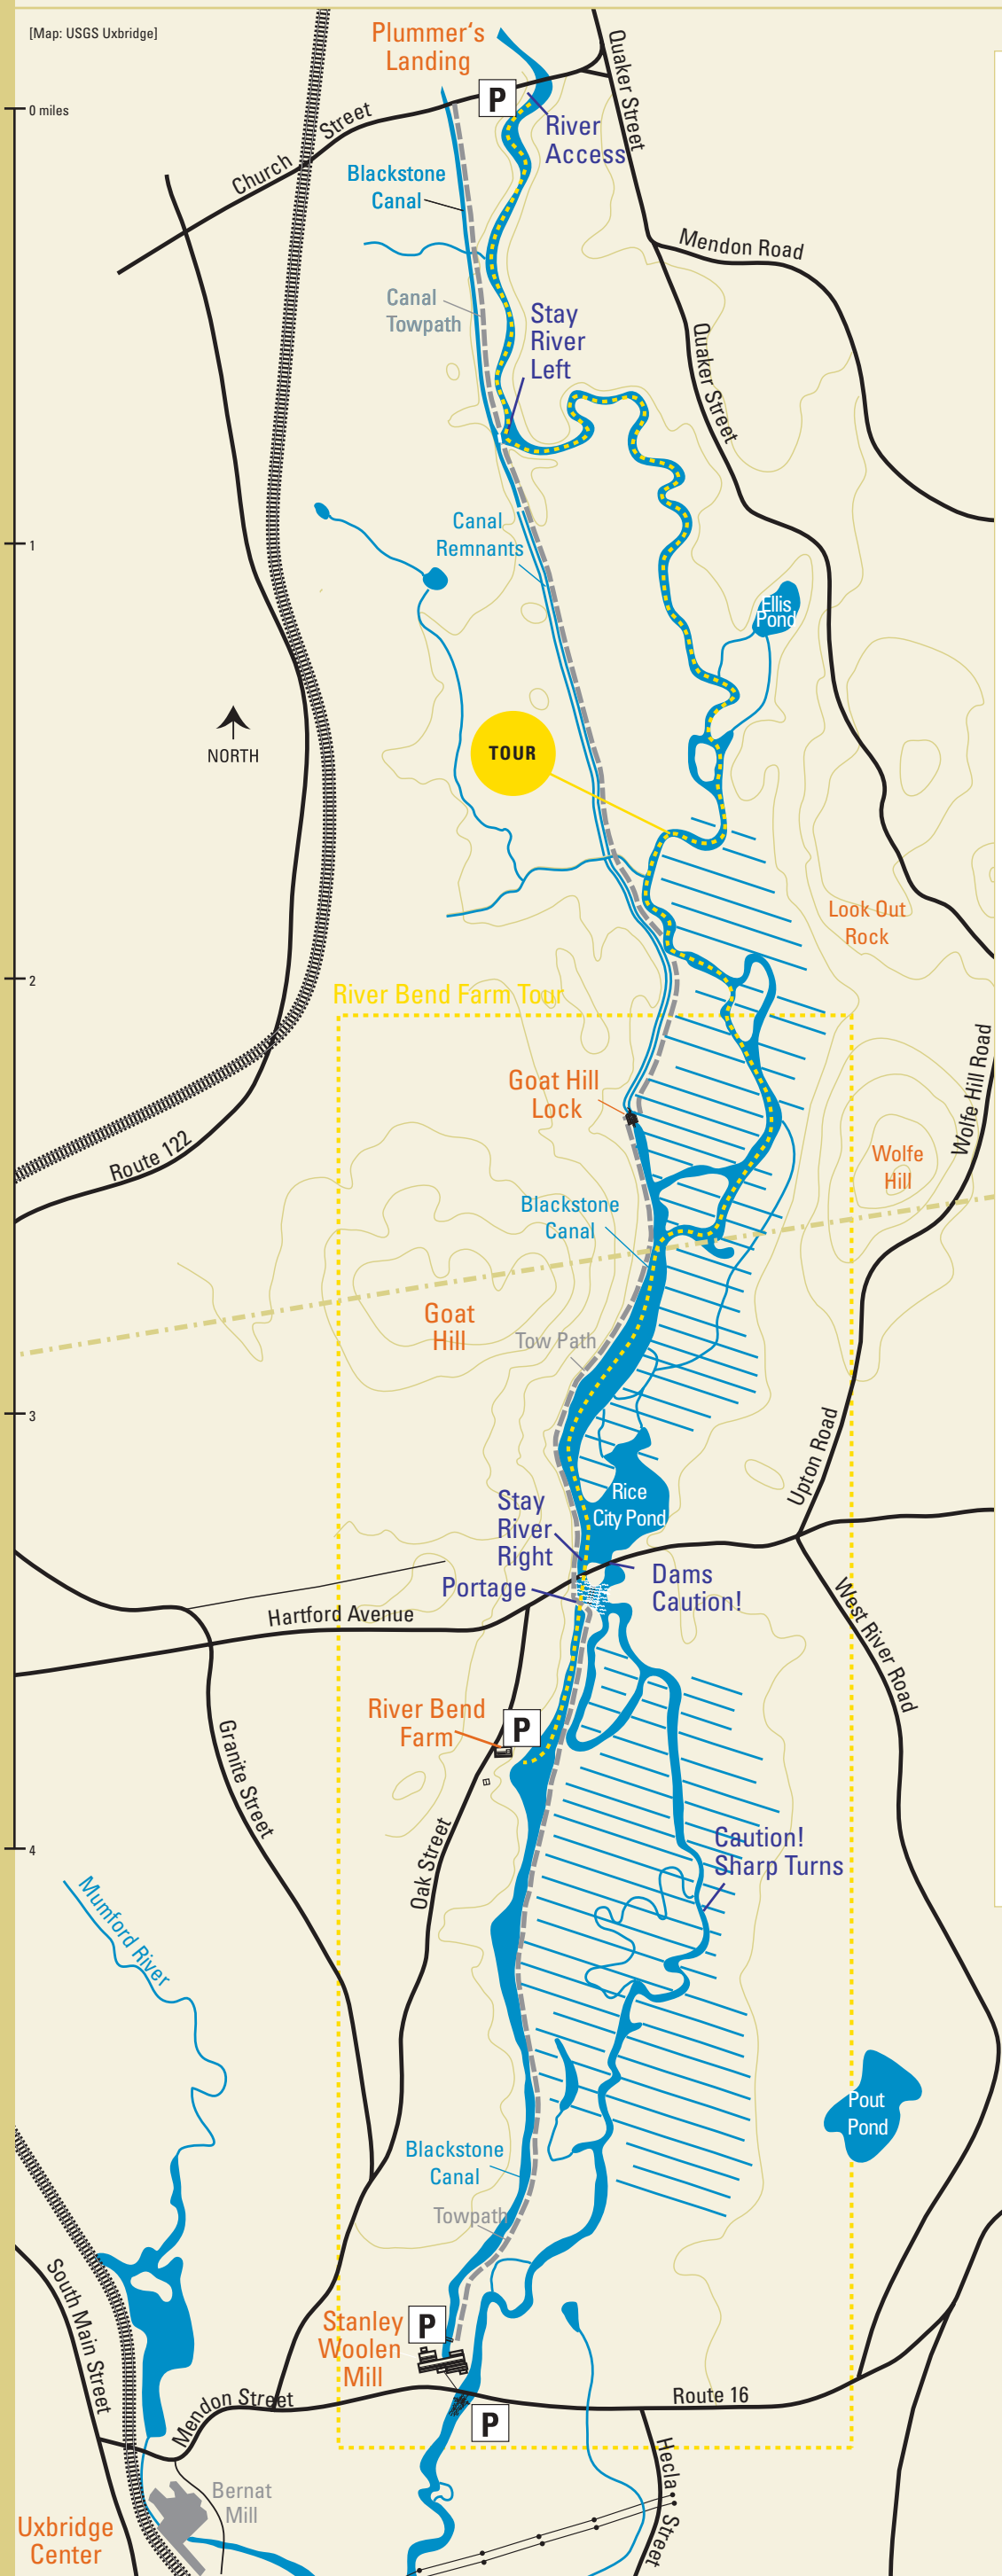 [Map: USGS Uxbridge]
Plummer‘s
Landing
Quaker Street
0 miles
P
Church
Street
River
Access
Blackstone
Canal
Mendon Road
Canal
Towpath
Stay
River
Left
Quaker Street
Canal
Remnants
1
Ellis
Pond
NORTH
TOUR
Look Out
Rock
2
River Bend Farm Tour
Goat Hill
Lock
Wolfe Hill Road
Route 122
Wolfe
Hill
Blackstone
Canal
Goat
Hill
Tow Path
3
Upton Road
Rice
City Pond
Stay
River
Right
Portage
Dams
Caution!
Hartford Avenue
West River Road
River Bend
Farm
P
Granite Street
Oak Street
Caution!
Sharp Turns
4
Mumford River
Pout
Pond
Blackstone
Canal
Towpath
South Main Street
Stanley
Woolen
Mill
P
Mendon Street
Route 16
P
Hecla
Street
Bernat
Mill
Uxbridge
Center